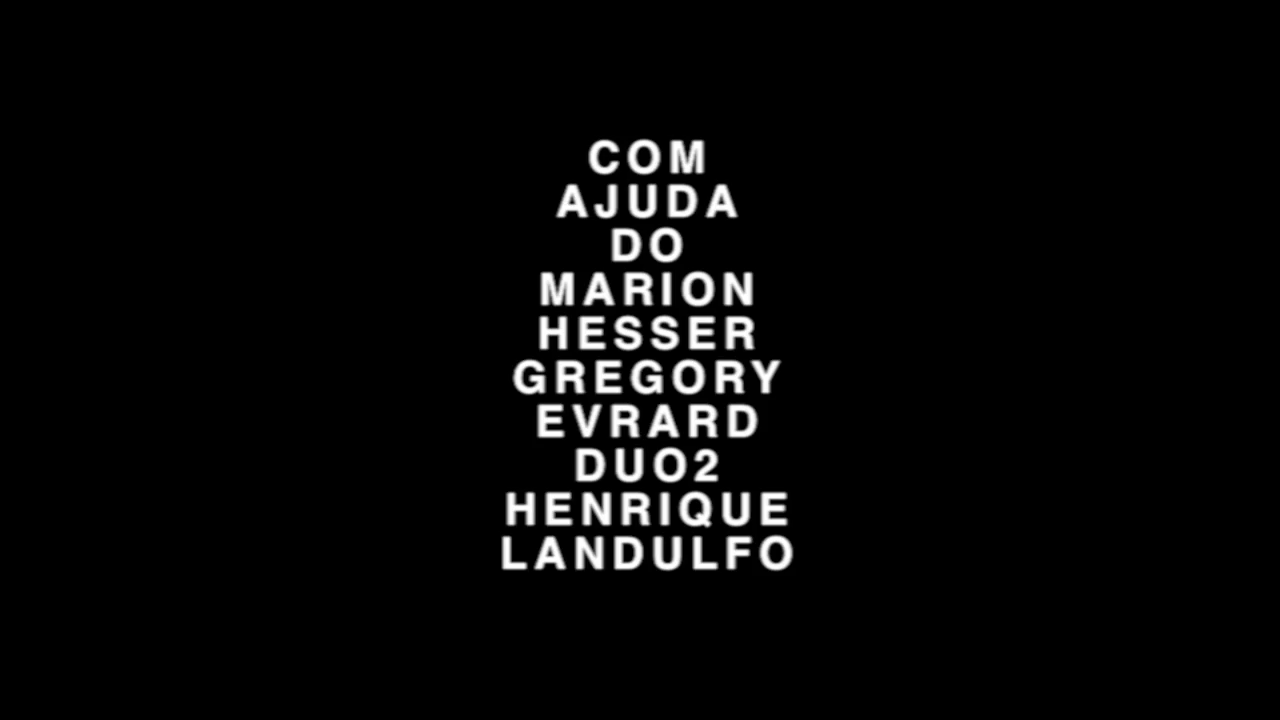 COM
AJUDA
DO
MARION
HESSER
GREGORY
EVRARD
DUO2
HENRIQUE
LANDULFO